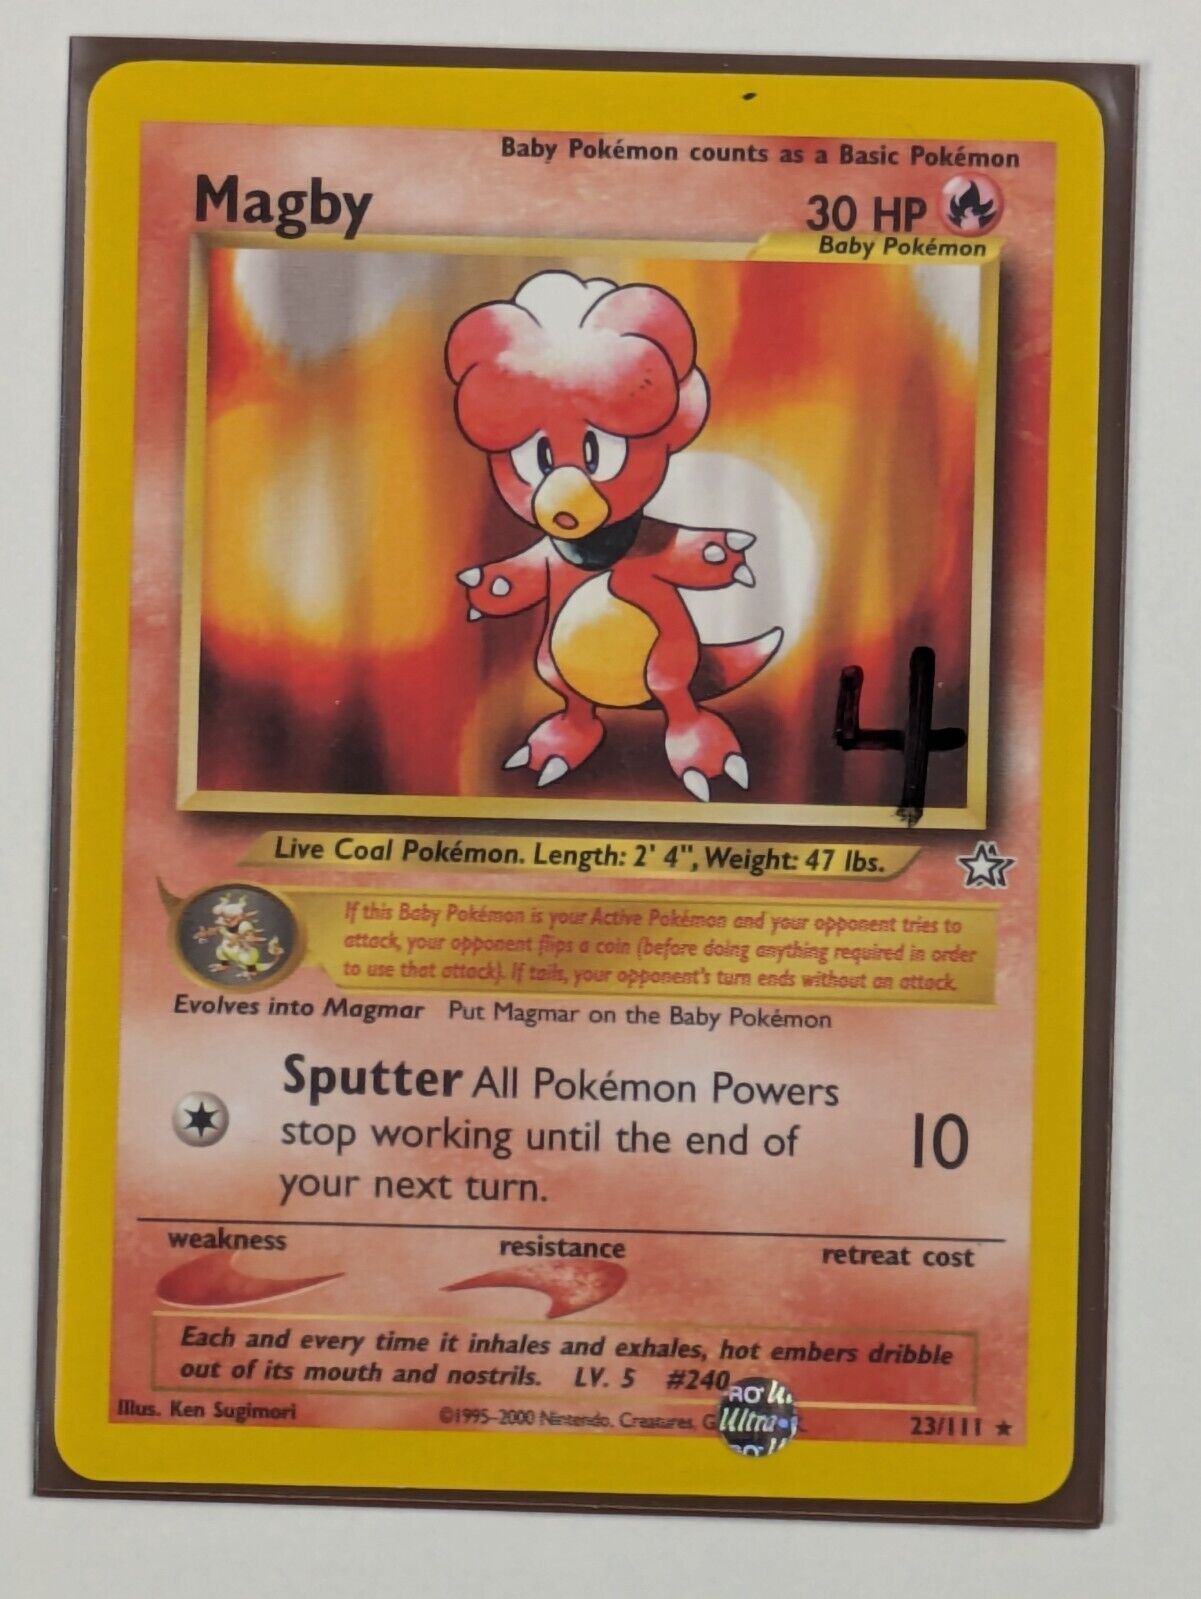 Baby Pokémon counts as a Basic Pokémon
Magby
30 HP
Baby Pokémon
4
Live Coal Pokémon. Length: 2' 4", Weight: 47 lbs.
If this Baby Pokémon is your Active Pokémon and your opponent tries to
attack, your opponent flips a coin (before doing anything required in order
to use that attack). If tails, your opponent's turn ends without an attack.
Evolves into Magmar Put Magmar on the Baby Pokémon
Sputter All Pokémon Powers
stop working until the end of
your next turn.
10
weakness
resistance
retreat cost
Each and every time it inhales and exhales, hot embers dribble
out of its mouth and nostrils. LV. 5 #240
Illus. Ken Sugimori
©1995-2000 Nintendo, Creatures, G
Ultra
23/111 ★